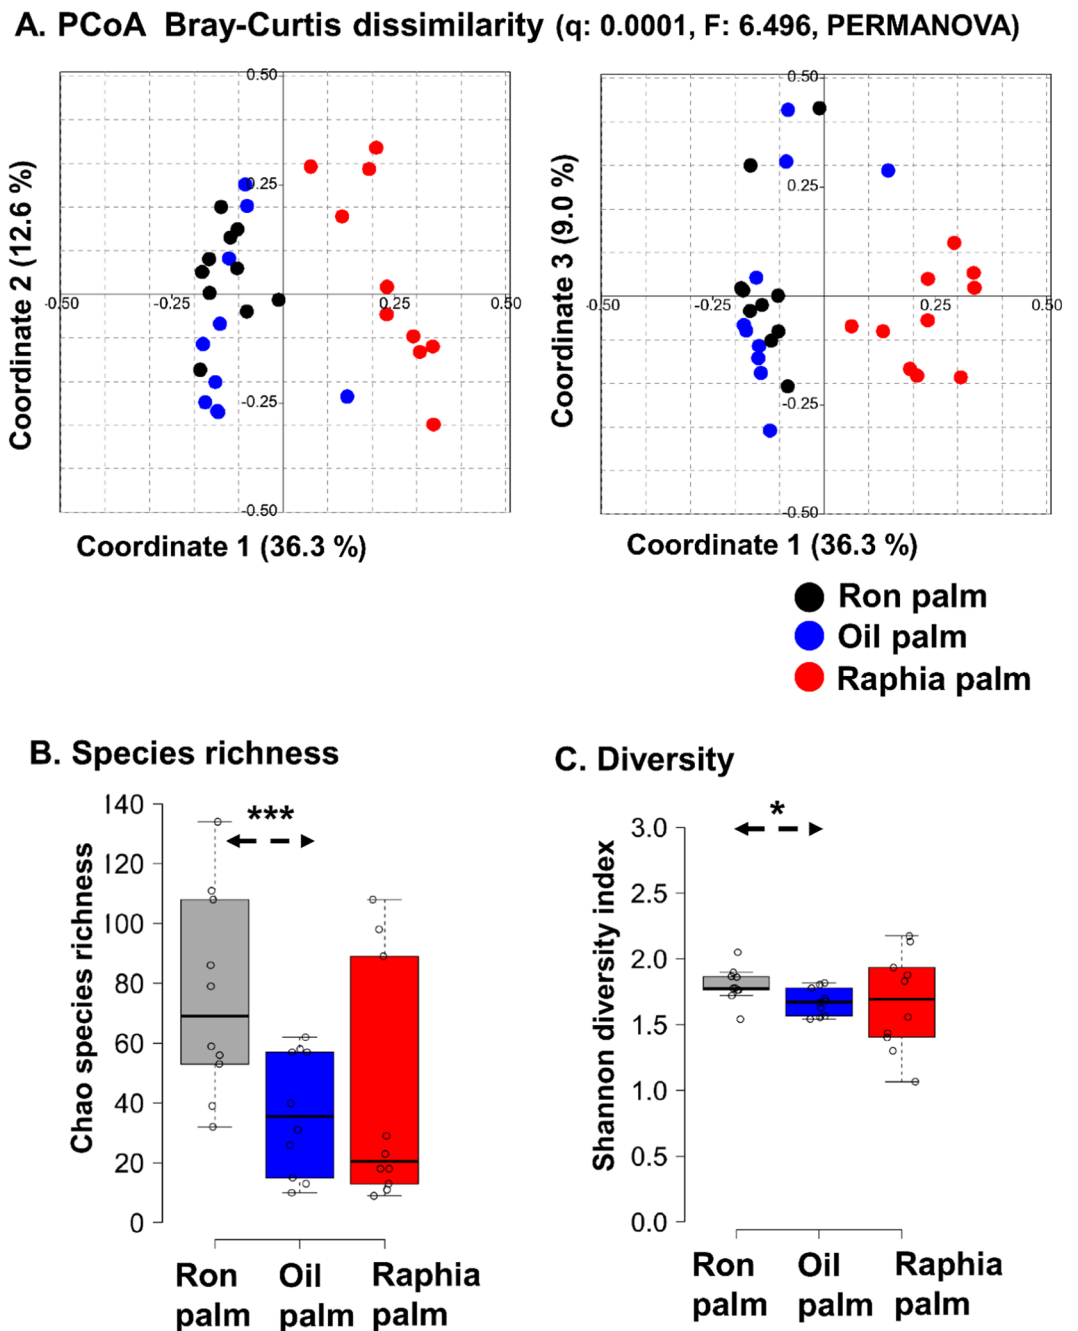 A. PCoA Bray-Curtis dissimilarity (q: 0.0001, F: 6.496, PERMANOVA)
Coordinate 2 (12.6 %)
0.50
0.25
-0.50
-0.25
0.25
0.50
-0.25
-0.50
Coordinate 1 (36.3 %)
Coordinate 3 (9.0 %)
0.50
0.25
-0.50
-0.25
0.25
0.50
-0.25
-0.50
Coordinate 1 (36.3 %)
Ron palm
Oil palm
Raphia palm
B. Species richness
Chao species richness
140
120
100
80
60
40
20
0
***
Ron
palm
Oil
palm
Raphia
palm
C. Diversity
Shannon diversity index
3.0
2.5
2.0
1.5
1.0
0.5
0.0
*
Ron
palm
Oil
palm
Raphia
palm